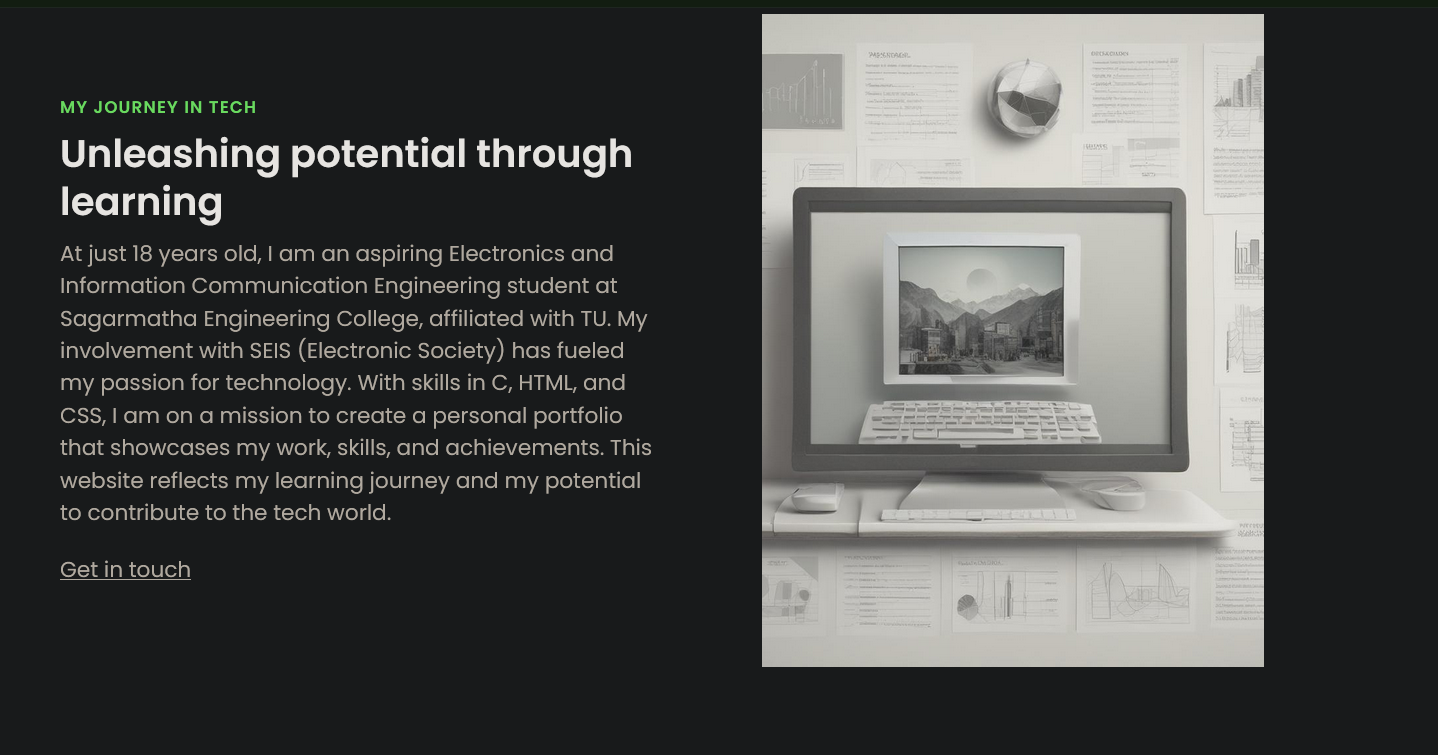 MY JOURNEY IN TECH
Unleashing potential through
learning
At just 18 years old, I am an aspiring Electronics and
Information Communication Engineering student at
Sagarmatha Engineering College, affiliated with TU. My
involvement with SEIS (Electronic Society) has fueled
my passion for technology. With skills in C, HTML, and
CSS, I am on a mission to create a personal portfolio
that showcases my work, skills, and achievements. This
website reflects my learning journey and my potential
to contribute to the tech world.
Get in touch